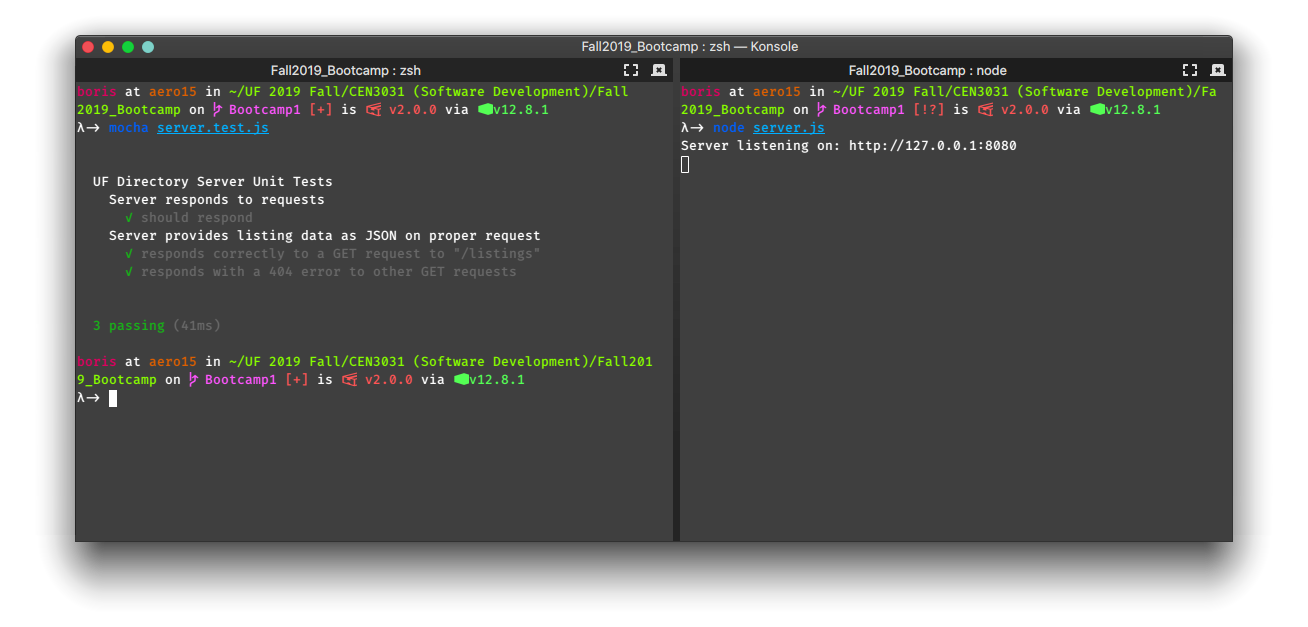 Fall2019_Bootcamp : zsh — Konsole
Fall2019_Bootcamp : zsh
boris at aero15 in ~/UF 2019 Fall/CEN3031 (Software Development)/Fall
2019_Bootcamp on Bootcamp1 [+] is v2.0.0 via v12.8.1
λ→ mocha server.test.js
UF Directory Server Unit Tests
Server responds to requests
✓ should respond
Server provides listing data as JSON on proper request
✓ responds correctly to a GET request to "/listings"
✓ responds with a 404 error to other GET requests
3 passing (41ms)
boris at aero15 in ~/UF 2019 Fall/CEN3031 (Software Development)/Fall201
9_Bootcamp on Bootcamp1 [+] is v2.0.0 via v12.8.1
λ→
Fall2019_Bootcamp : node
boris at aero15 in ~/UF 2019 Fall/CEN3031 (Software Development)/Fa
2019_Bootcamp on Bootcamp1 [!?] is v2.0.0 via v12.8.1
λ→ node server.js
Server listening on: http://127.0.0.1:8080